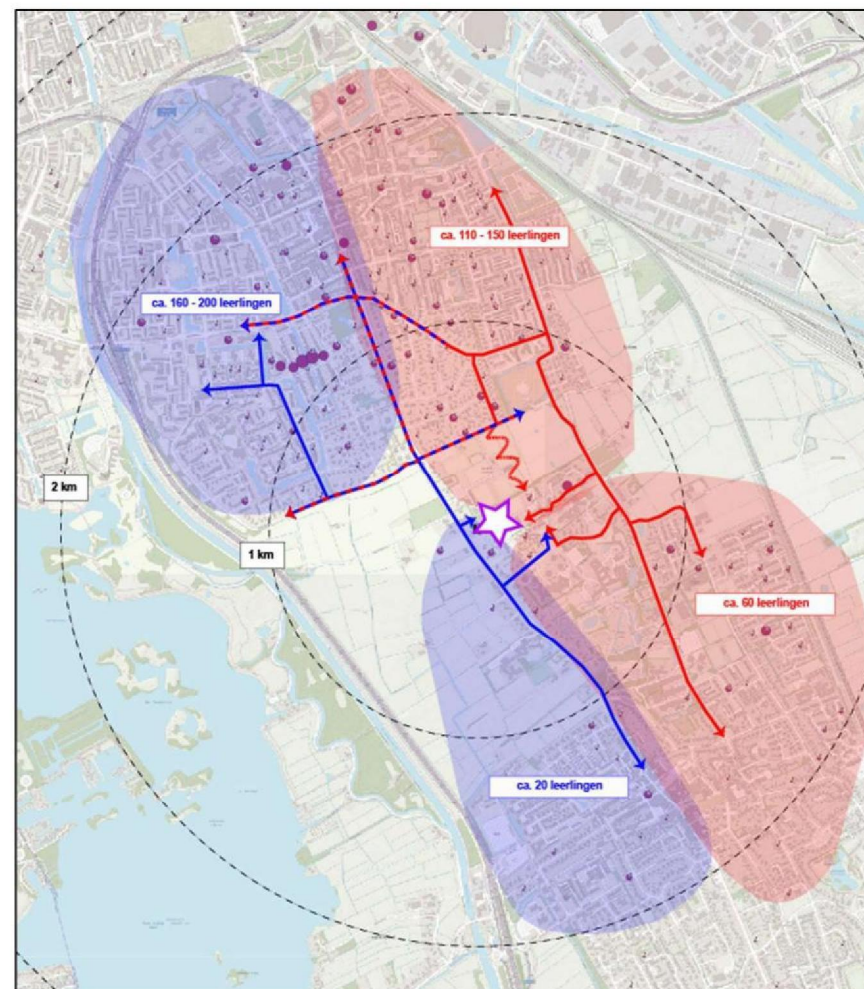 ca. 110 - 150 leerlingen
ca. 160 - 200 leerlingen
2 km
1 km
ca. 60 leerlingen
ca. 20 leerlingen